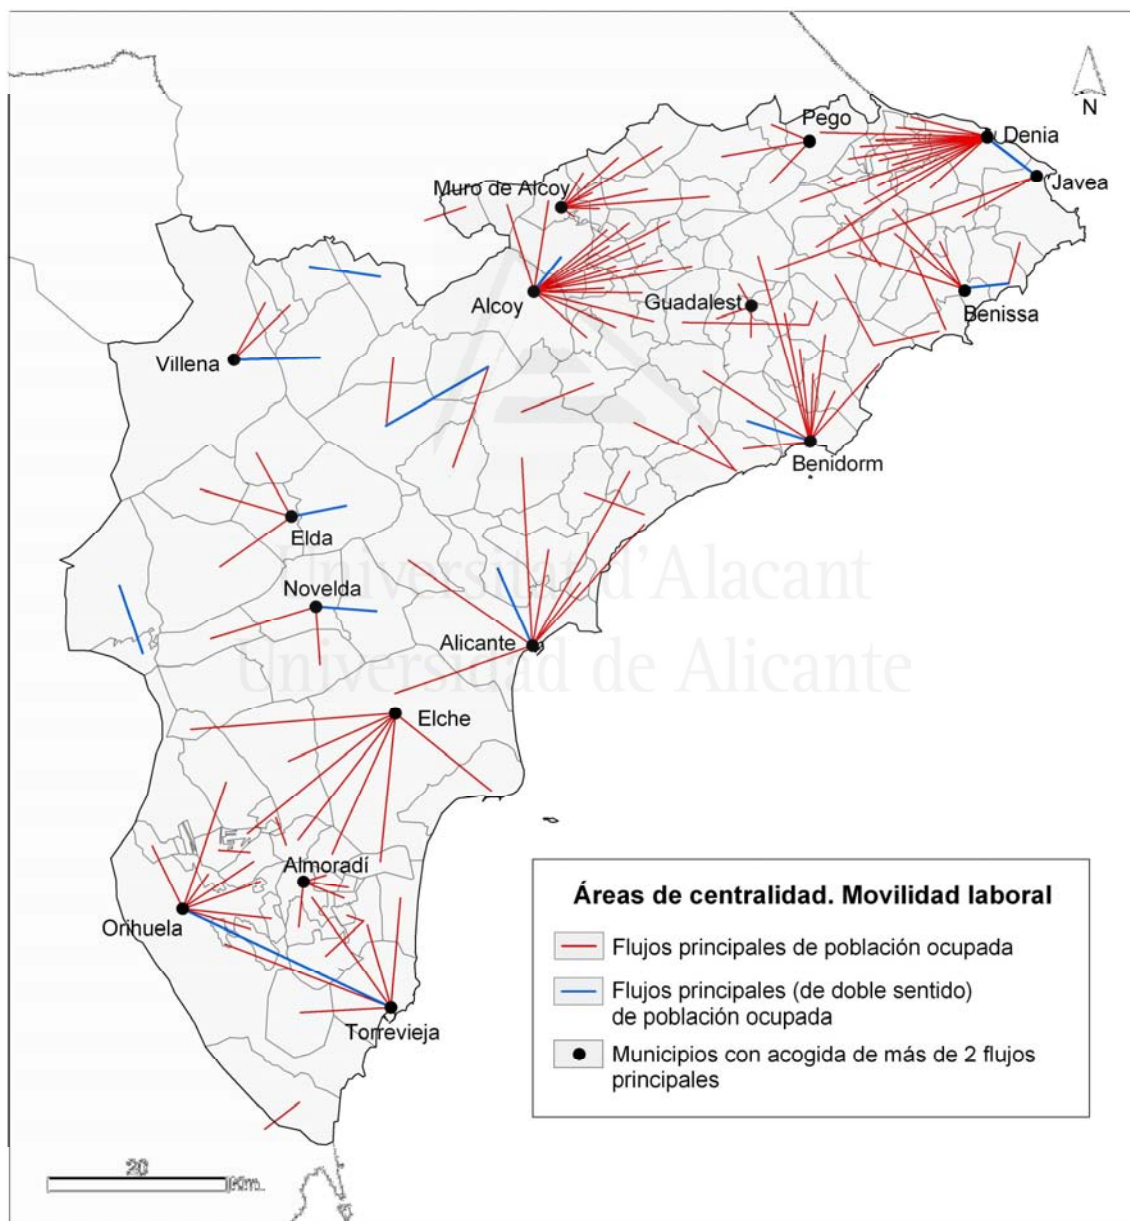 N
Pego
Denia
Javea
Muro de Alcoy
Alcoy
Guadalest
Benissa
Villena
Benidorm
Elda
Novelda
Alicante
Elche
Almoradí
Orihuela
Torrevieja
Universitat d'Alacant
Universidad de Alicante
Áreas de centralidad. Movilidad laboral
Flujos principales de población ocupada
Flujos principales (de doble sentido)
de población ocupada
Municipios con acogida de más de 2 flujos
principales
20
Km.